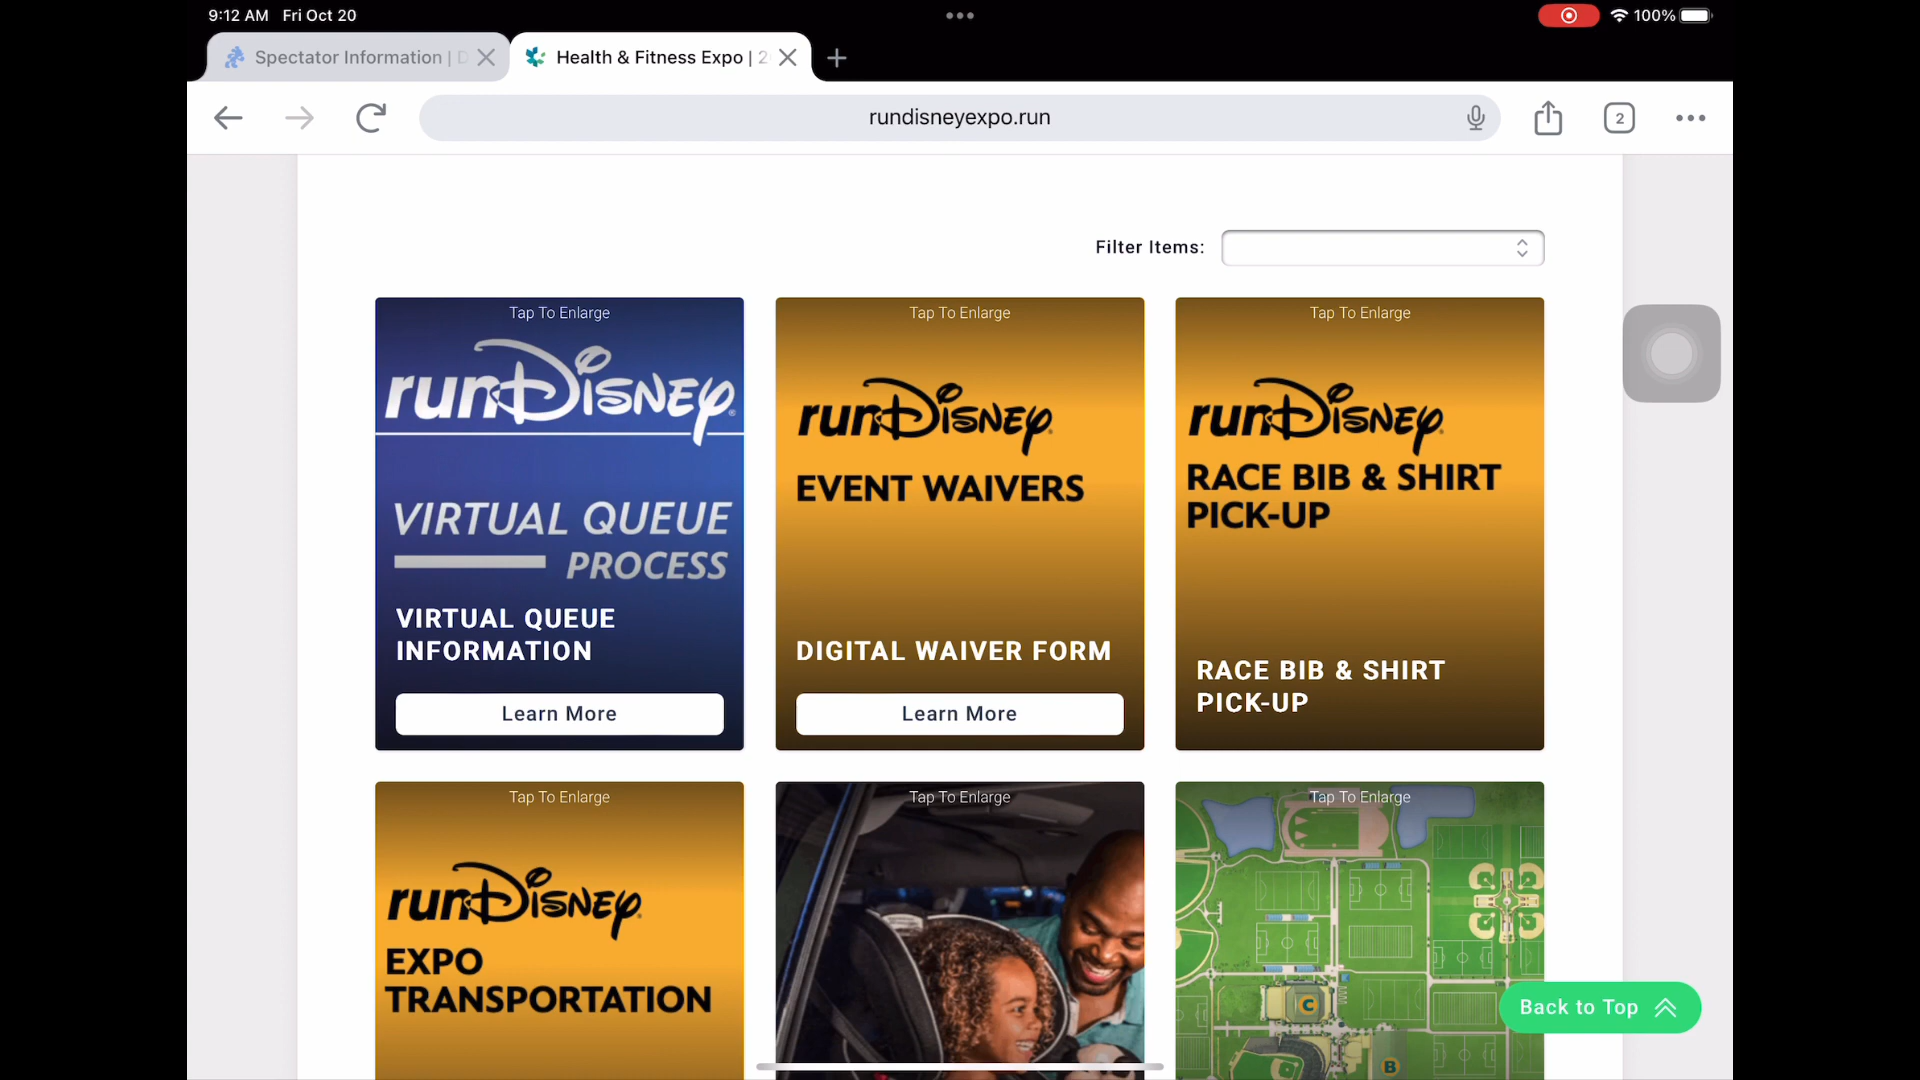 9:12 AM Fri Oct 20
100%
Spectator Information | D
Health & Fitness Expo | 2
rundisneyexpo.run
2
Filter Items:
Tap To Enlarge
runDisney
VIRTUAL QUEUE
PROCESS
VIRTUAL QUEUE
INFORMATION
Learn More
Tap To Enlarge
runDisney
EVENT WAIVERS
DIGITAL WAIVER FORM
Learn More
Tap To Enlarge
runDisney
RACE BIB & SHIRT
PICK-UP
RACE BIB & SHIRT
PICK-UP
Tap To Enlarge
runDisney
EXPO
TRANSPORTATION
Tap To Enlarge
Tap To Enlarge
C
B
Back to Top